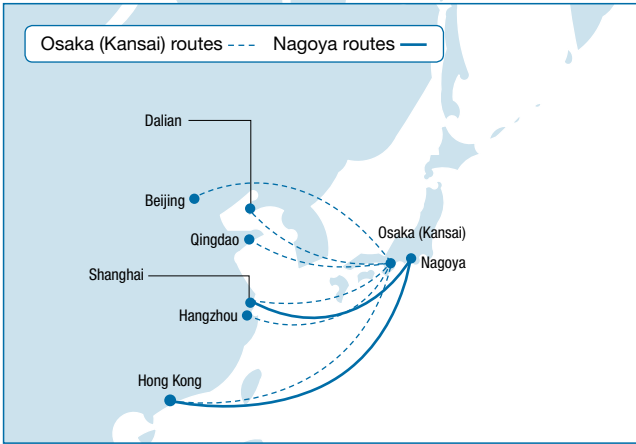 Osaka (Kansai) routes Nagoya routes
Dalian
Beijing
Osaka (Kansai)
Qingdao
Nagoya
Shanghai
Hangzhou
Hong Kong